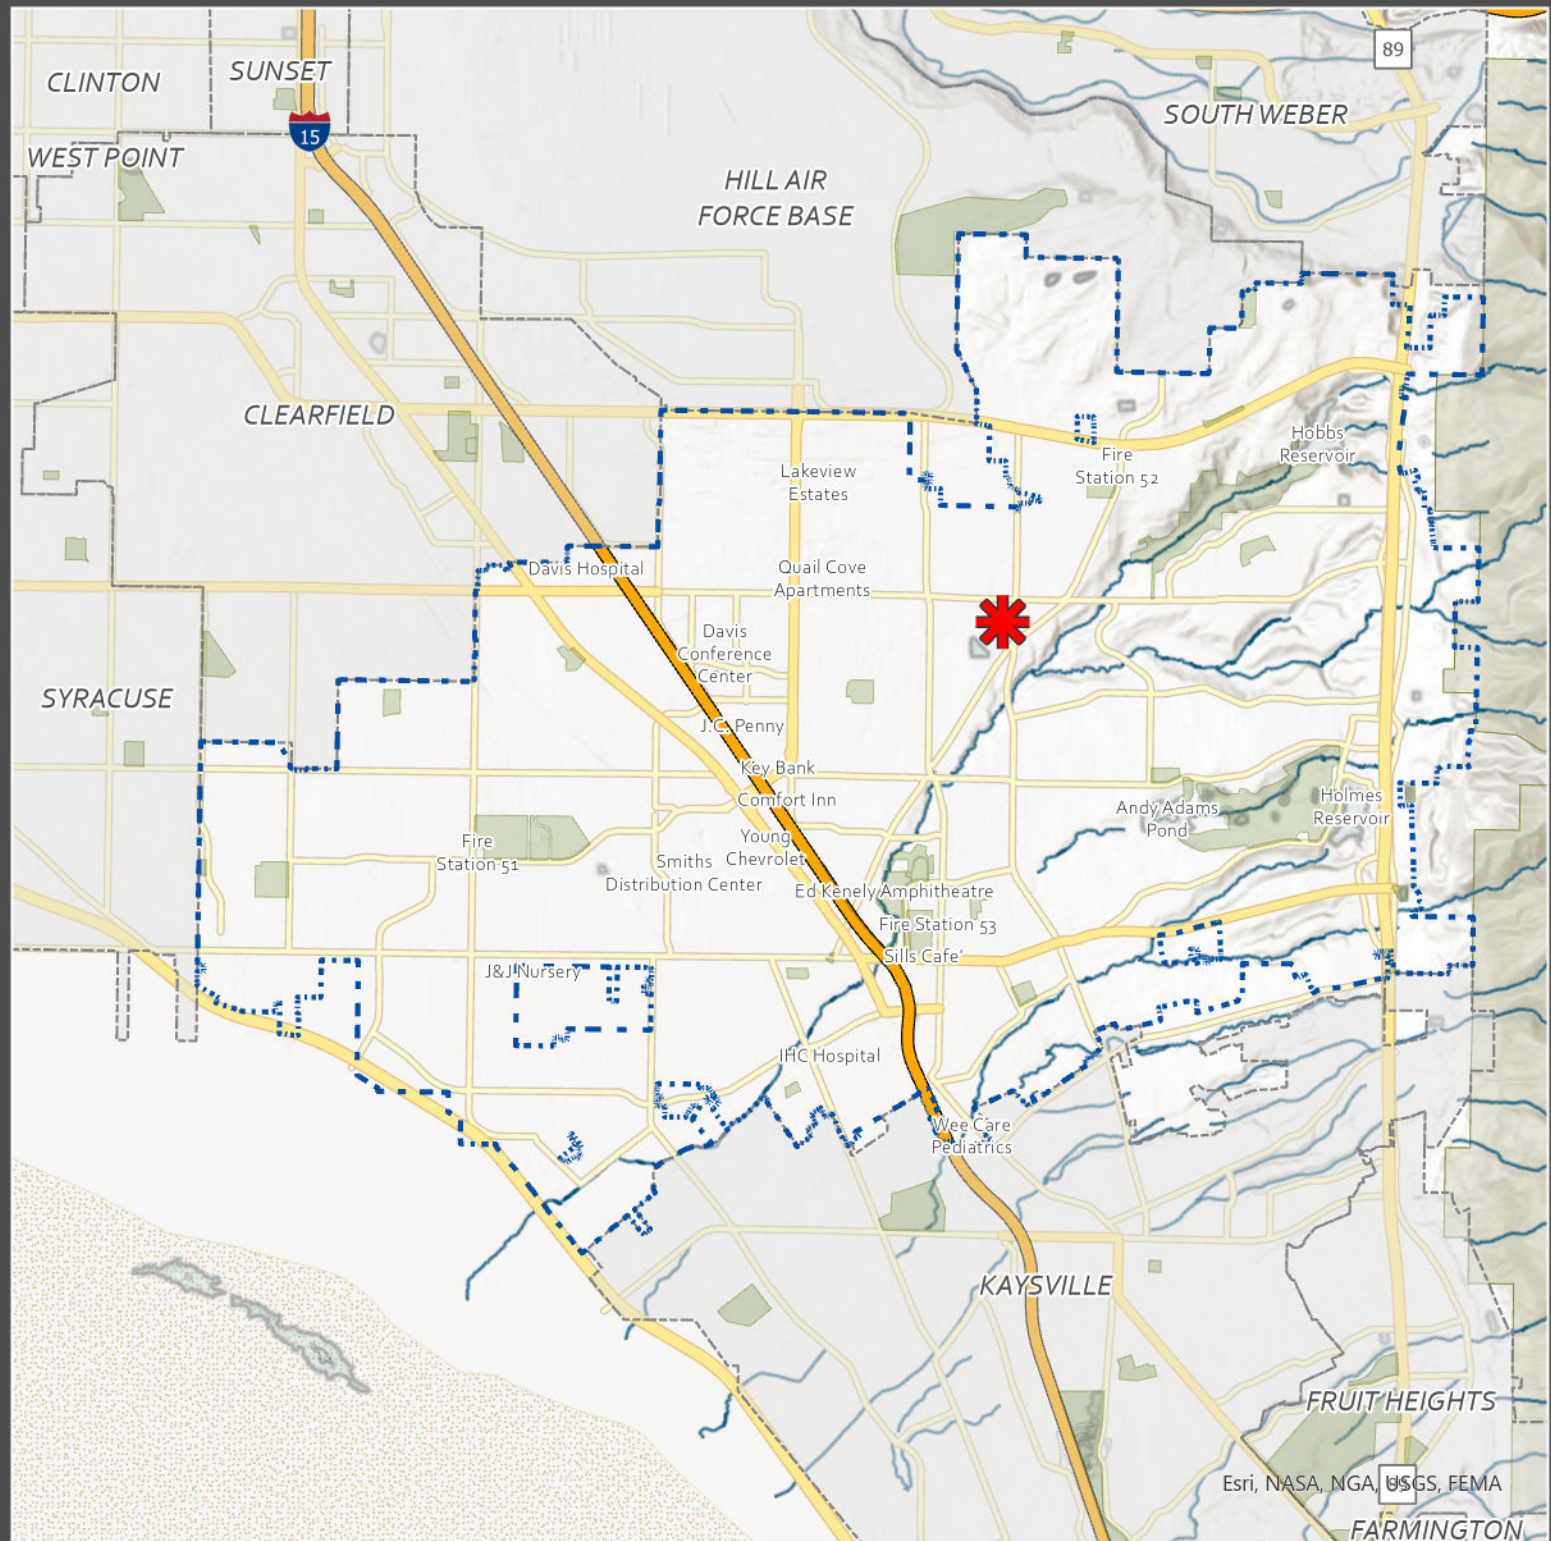 89
SUNSET
CLINTON
SOUTH WEBER
15
WEST POINT
HILL AIR
FORCE BASE
CLEARFIELD
Hobbs
Reservoir
Fire
Station 52
Lakeview
Estates
Davis Hospital
Quail Cove
Apartments
Davis
Conference
Center
SYRACUSE
J.C. Penny
Key Bank
Comfort Inn
Andy Adams
Pond
Holmes
Reservoir
Fire
Station 51
Young
Chevrolet
Smiths
Distribution Center
Ed Kenely Amphitheatre
Fire Station 53
Sills Cafe'
J&J Nursery
IHC Hospital
Wee Care
Pediatrics
KAYSVILLE
FRUIT HEIGHTS
Esri, NASA, NGA, USGS, FEMA
89
FARMINGTON